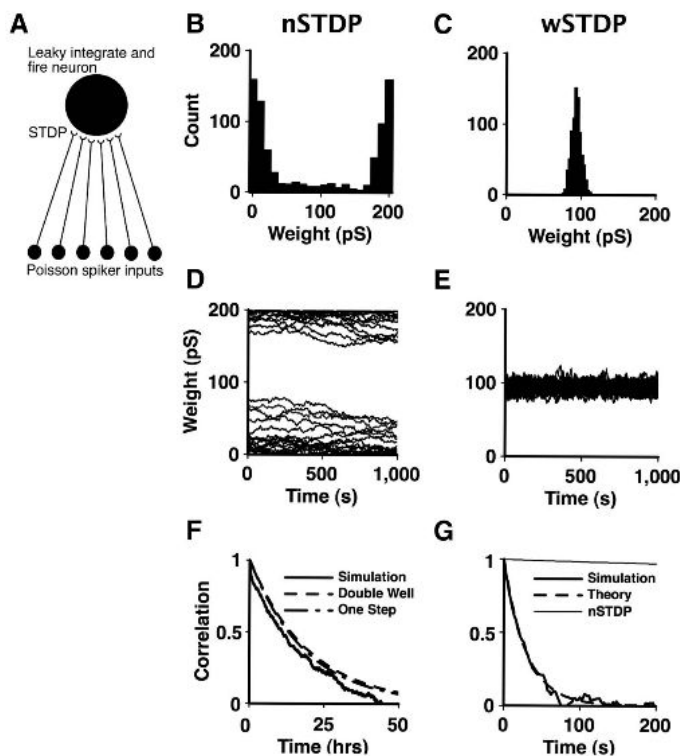 A
Leaky integrate and
fire neuron
STDP
Poisson spiker inputs
B
nSTDP
200
100
0
Count
0
100
200
Weight (pS)
C
wSTDP
200
100
0
0
100
200
Weight (pS)
D
200
100
0
Weight (pS)
0
500
1,000
Time (s)
E
200
100
0
0
500
1,000
Time (s)
F
1
0.5
0
Correlation
Simulation
Double Well
One Step
25
50
Time (hrs)
G
1
0.5
0
Simulation
Theory
nSTDP
0
100
200
Time (s)